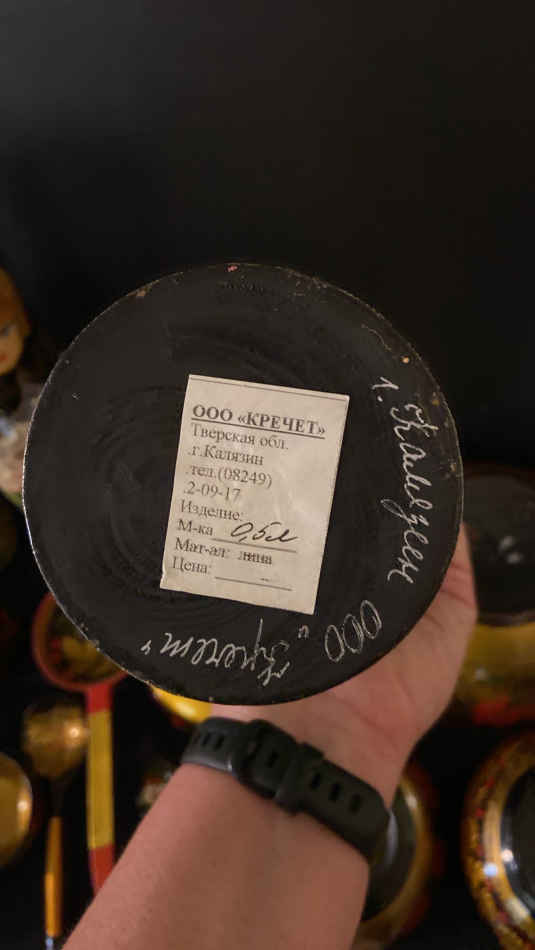 ООО «КРЕЧЕТ»
Тверская обл.
.г.Калязин
.тел.(08249)
.2-09-17
Изделие:
М-ка 0,5л
Мат-ал: липа
Цена:
г. Калязин
ООО "Кречет"